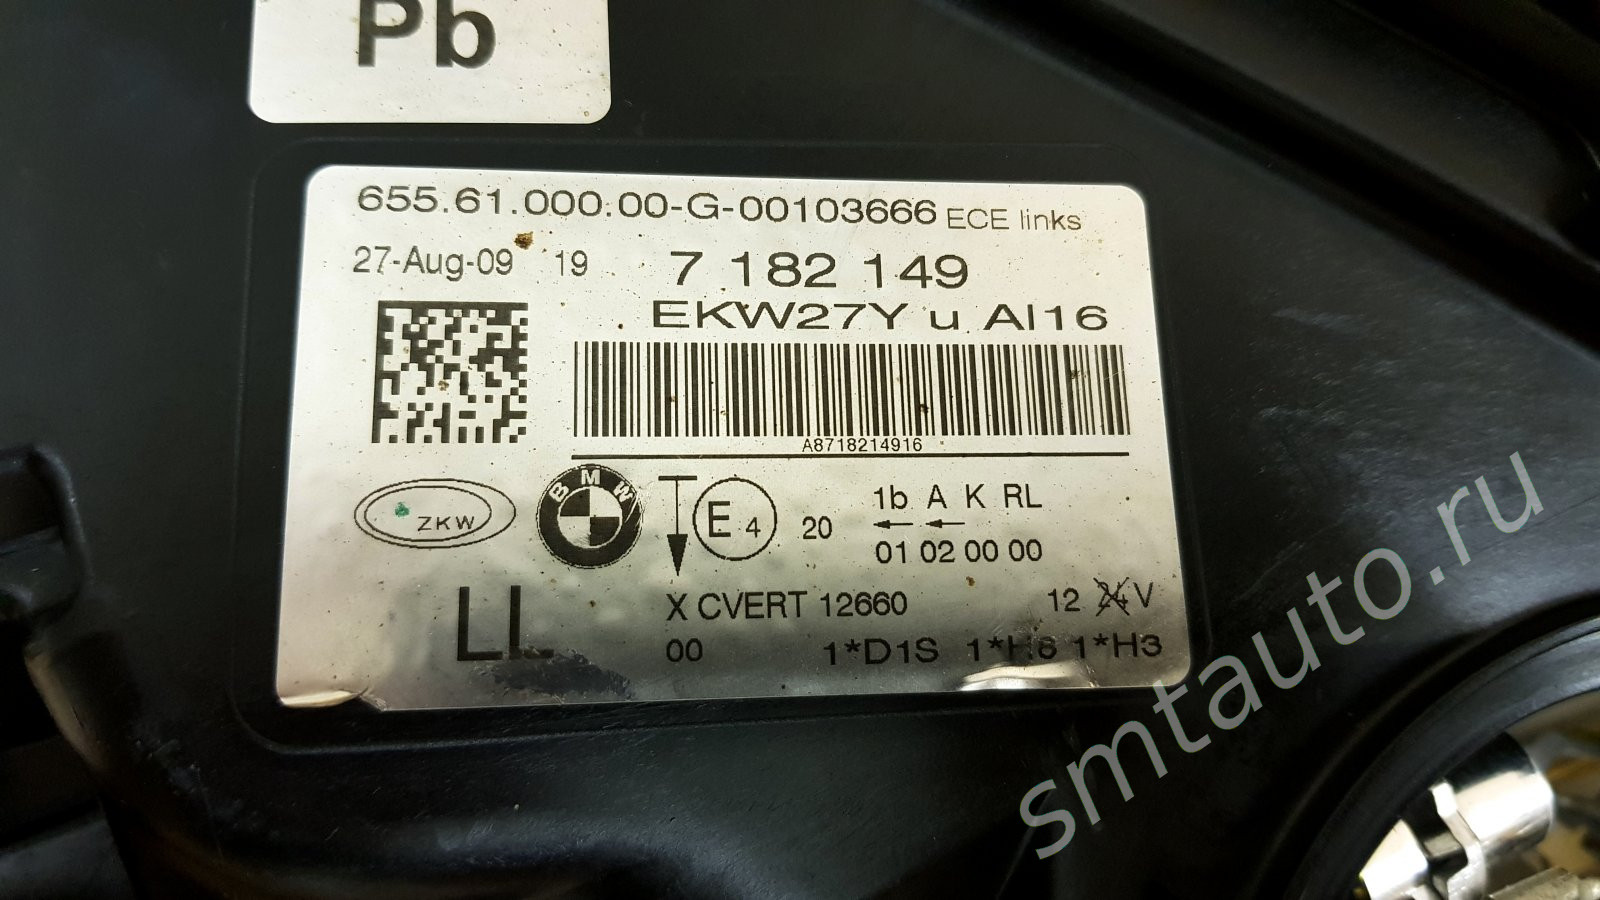 Pb
655.61.000.00-G-00103666 ECE links
27-Aug-09 19 7 182 149
EKW27Y u Al16
A8718214916
ZKW
BMW
E 4 20
1b A K RL
01 02 00 00
LL
X CVERT 12660 12 24 V
00 1*D1S 1*H8 1*H3
smtauto.ru